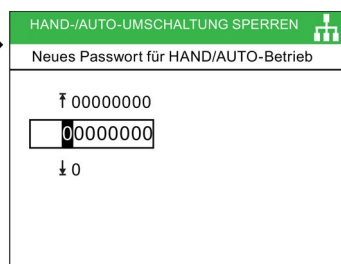 HAND-/AUTO-UMSCHALTUNG SPERREN
Neues Passwort für HAND/AUTO-Betrieb
00000000
00000000
0